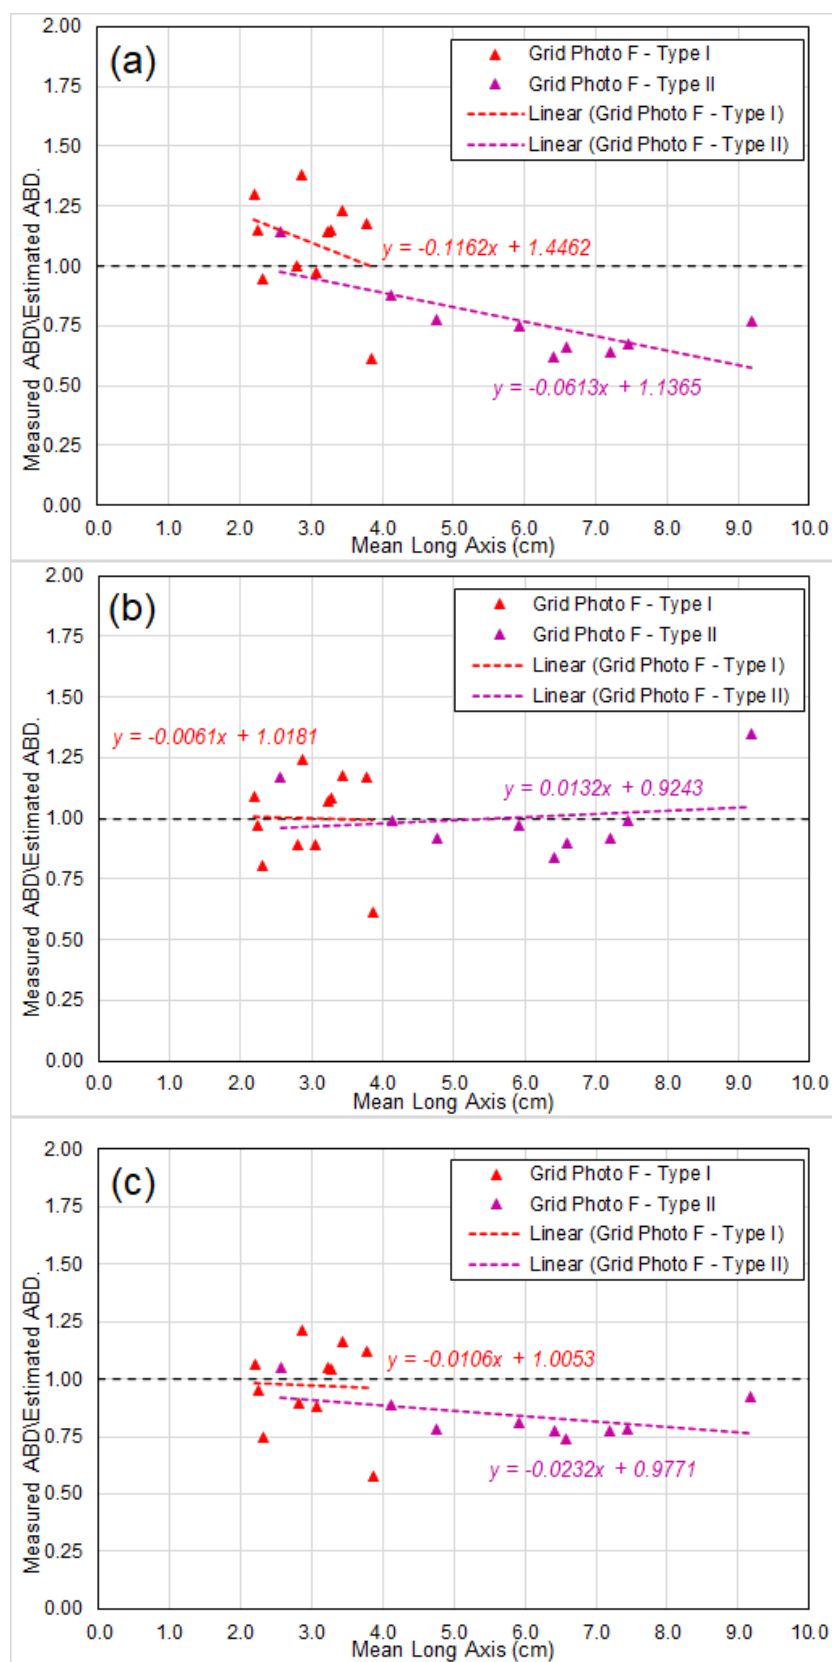 (a)
Grid Photo F - Type I
Grid Photo F - Type II
Linear (Grid Photo F - Type I)
Linear (Grid Photo F - Type II)
y = -0.1162x + 1.4462
y = -0.0613x + 1.1365
Measured ABD\Estimated ABD.
2.00
1.75
1.50
1.25
1.00
0.75
0.50
0.25
0.00
0.0 1.0 2.0 3.0 4.0 5.0 6.0 7.0 8.0 9.0 10.0
Mean Long Axis (cm)
(b)
Grid Photo F - Type I
Grid Photo F - Type II
Linear (Grid Photo F - Type I)
Linear (Grid Photo F - Type II)
y = -0.0061x + 1.0181
y = 0.0132x + 0.9243
Measured ABD\Estimated ABD.
2.00
1.75
1.50
1.25
1.00
0.75
0.50
0.25
0.00
0.0 1.0 2.0 3.0 4.0 5.0 6.0 7.0 8.0 9.0 10.0
Mean Long Axis (cm)
(c)
Grid Photo F - Type I
Grid Photo F - Type II
Linear (Grid Photo F - Type I)
Linear (Grid Photo F - Type II)
y = -0.0106x + 1.0053
y = -0.0232x + 0.9771
Measured ABD\Estimated ABD.
2.00
1.75
1.50
1.25
1.00
0.75
0.50
0.25
0.00
0.0 1.0 2.0 3.0 4.0 5.0 6.0 7.0 8.0 9.0 10.0
Mean Long Axis (cm)